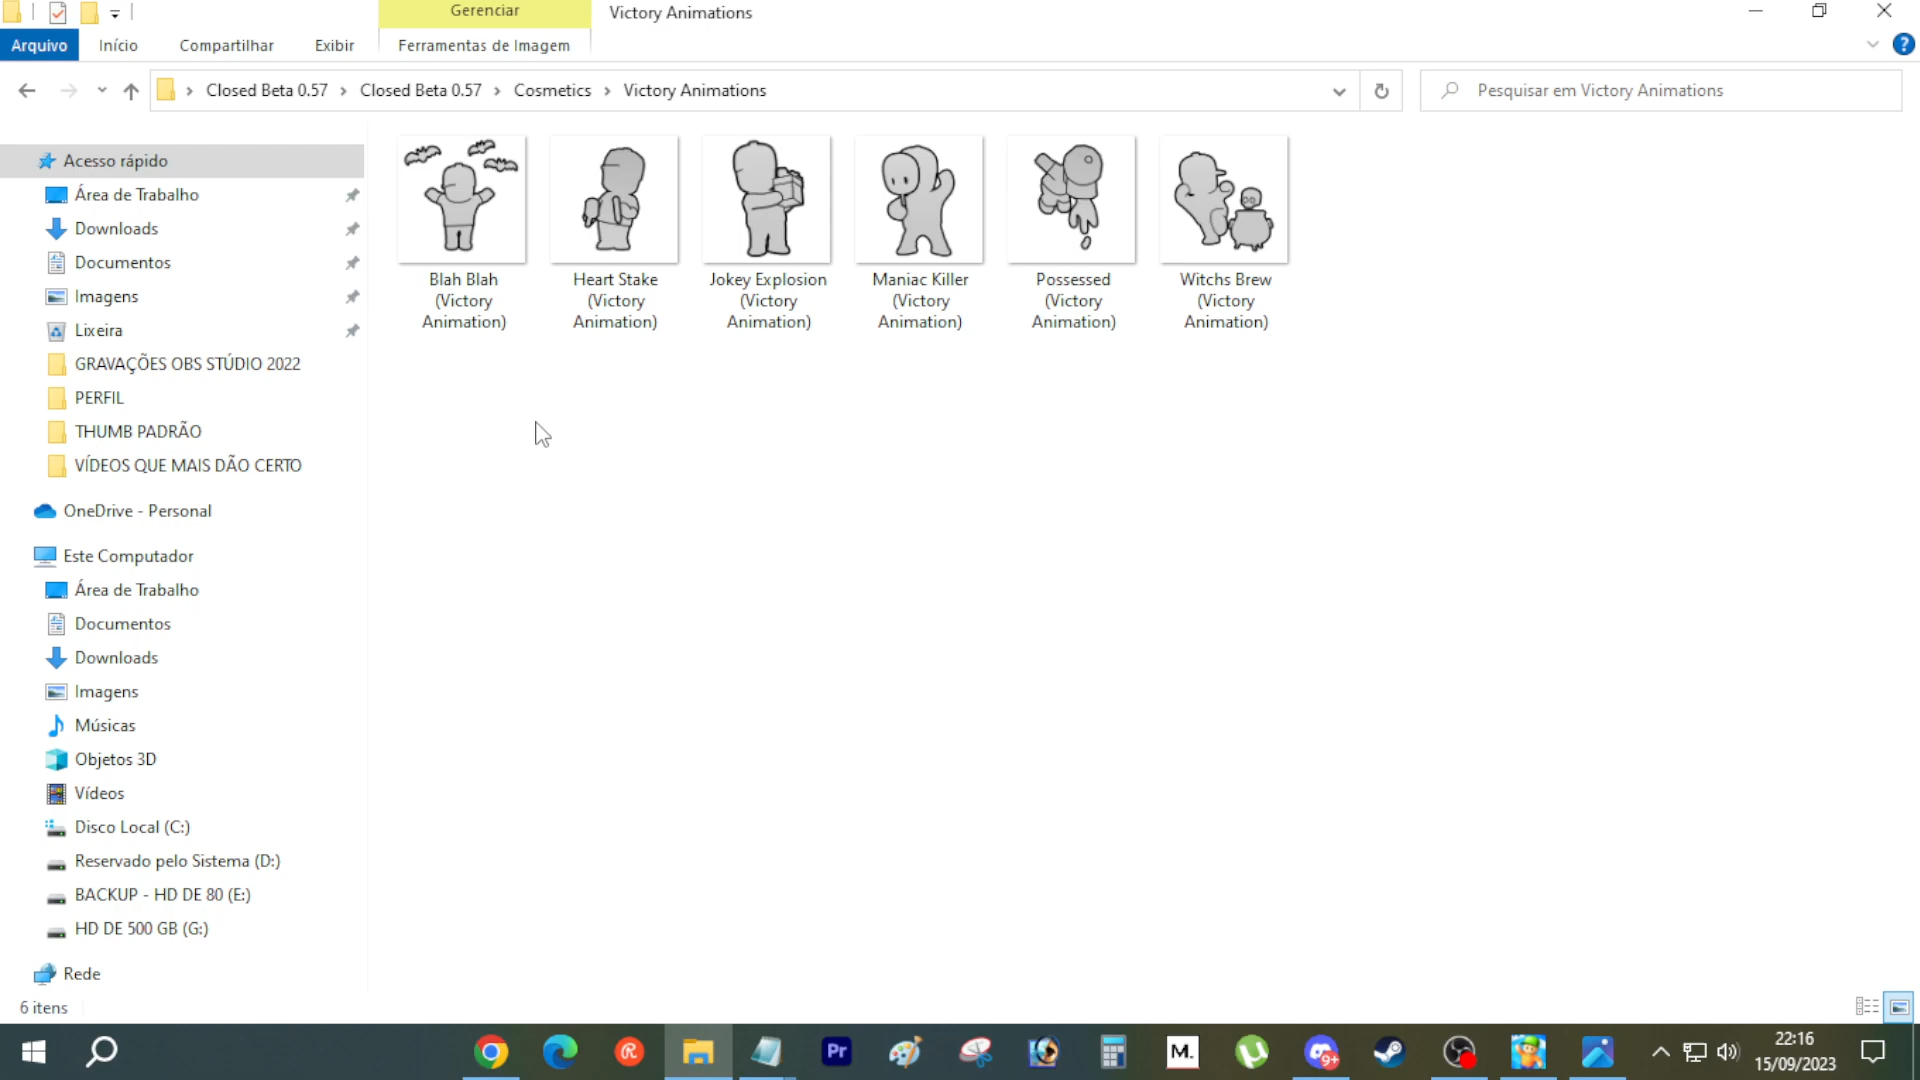 Gerenciar
Victory Animations
Arquivo
Início
Compartilhar
Exibir
Ferramentas de Imagem
Closed Beta 0.57 › Closed Beta 0.57 › Cosmetics › Victory Animations
Pesquisar em Victory Animations
Acesso rápido
Área de Trabalho
Downloads
Documentos
Imagens
Lixeira
GRAVAÇÕES OBS STÚDIO 2022
PERFIL
THUMB PADRÃO
VÍDEOS QUE MAIS DÃO CERTO
OneDrive - Personal
Este Computador
Área de Trabalho
Documentos
Downloads
Imagens
Músicas
Objetos 3D
Vídeos
Disco Local (C:)
Reservado pelo Sistema (D:)
BACKUP - HD DE 80 (E:)
HD DE 500 GB (G:)
Rede
Blah Blah
(Victory
Animation)
Heart Stake
(Victory
Animation)
Jokey Explosion
(Victory
Animation)
Maniac Killer
(Victory
Animation)
Possessed
(Victory
Animation)
Witchs Brew
(Victory
Animation)
6 itens
Pr
M.
9+
22:16
15/09/2023